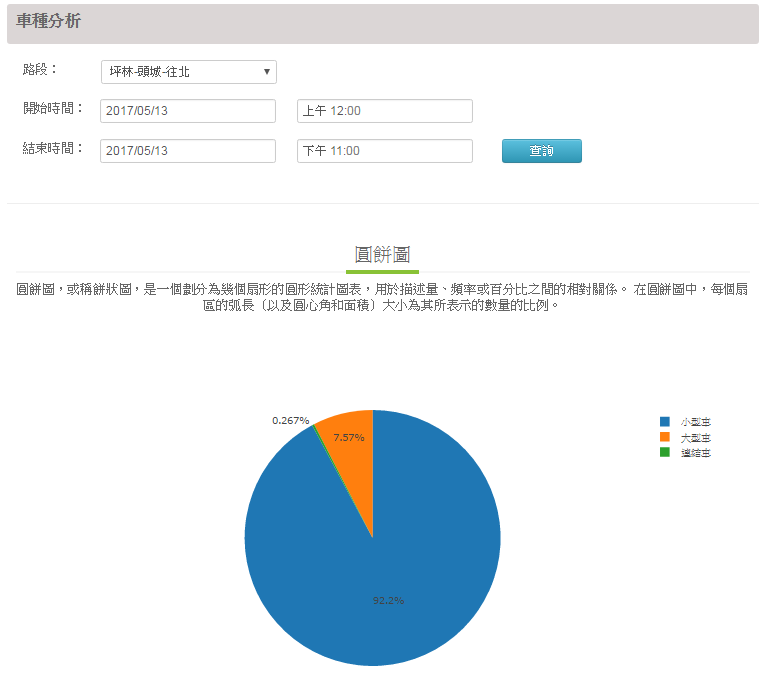 車種分析
路段：
坪林-頭城-往北
開始時間：
2017/05/13
上午 12:00
結束時間：
2017/05/13
下午 11:00
查詢
圓餅圖
圓餅圖，或稱餅狀圖，是一個劃分為幾個扇形的圓形統計圖表，用於描述量、頻率或百分比之間的相對關係。 在圓餅圖中，每個扇
區的弧長（以及圓心角和面積）大小為其所表示的數量的比例。
0.267%
7.57%
92.2%
小型車
大型車
連結車